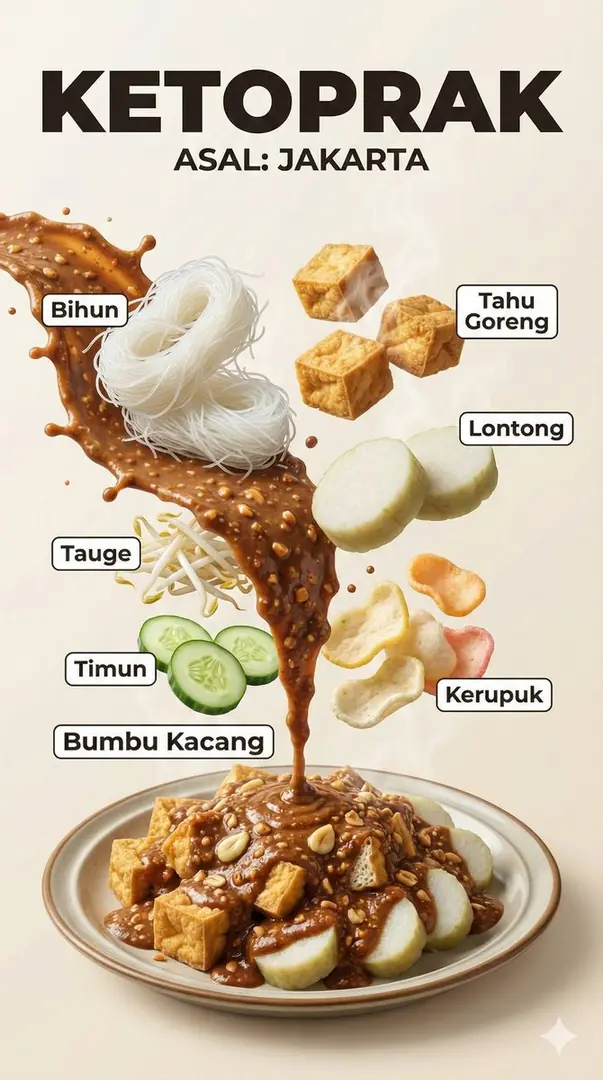 KETOPRAK
ASAL: JAKARTA
Bihun
Tahu
Goreng
Lontong
Tauge
Timun
Kerupuk
Bumbu Kacang